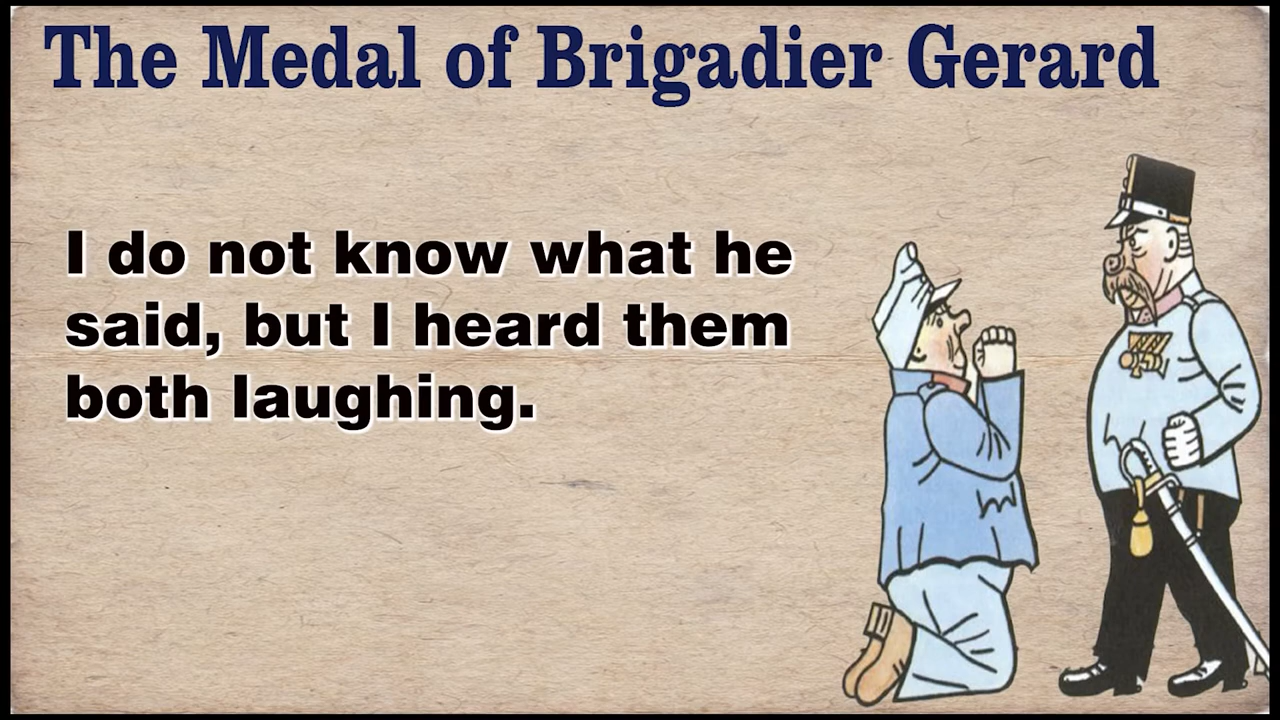 The Medal of Brigadier Gerard
I do not know what he
said, but I heard them
both laughing.